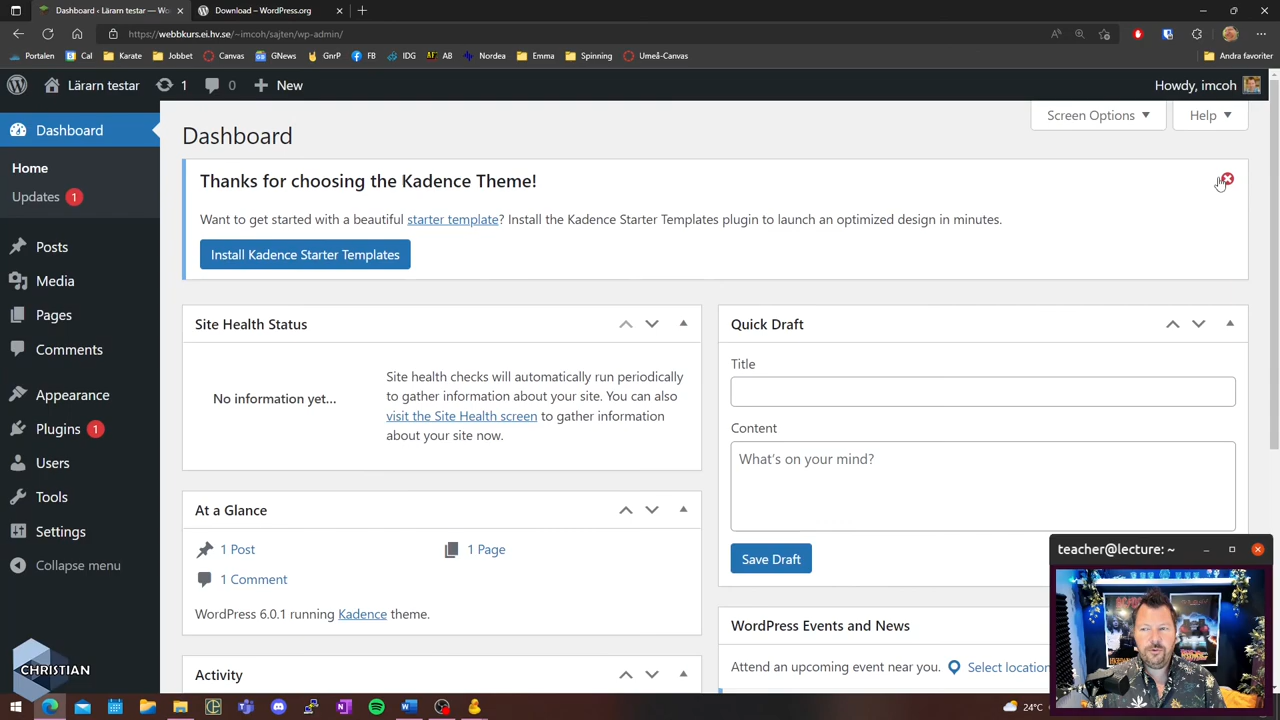 Dashboard ‹ Lärarn testar — Wo
Download – WordPress.org
https://webbkurs.ei.hv.se/~imcoh/sajten/wp-admin/
Portalen
Cal
Karate
Jobbet
Canvas
GNews
GnrP
FB
IDG
AF
AB
Nordea
Emma
Spinning
Umeå-Canvas
Andra favoriter
Lärarn testar
1
0
New
Howdy, imcoh
Dashboard
Home
Updates 1
Posts
Media
Pages
Comments
Appearance
Plugins 1
Users
Tools
Settings
Collapse menu
Dashboard
Screen Options
Help
Thanks for choosing the Kadence Theme!
Want to get started with a beautiful starter template? Install the Kadence Starter Templates plugin to launch an optimized design in minutes.
Install Kadence Starter Templates
Site Health Status
No information yet...
Site health checks will automatically run periodically
to gather information about your site. You can also
visit the Site Health screen to gather information
about your site now.
At a Glance
1 Post
1 Page
1 Comment
WordPress 6.0.1 running Kadence theme.
Activity
Quick Draft
Title
Content
What's on your mind?
Save Draft
WordPress Events and News
Attend an upcoming event near you.
Select location
teacher@lecture: ~
CHRISTIAN
24°C